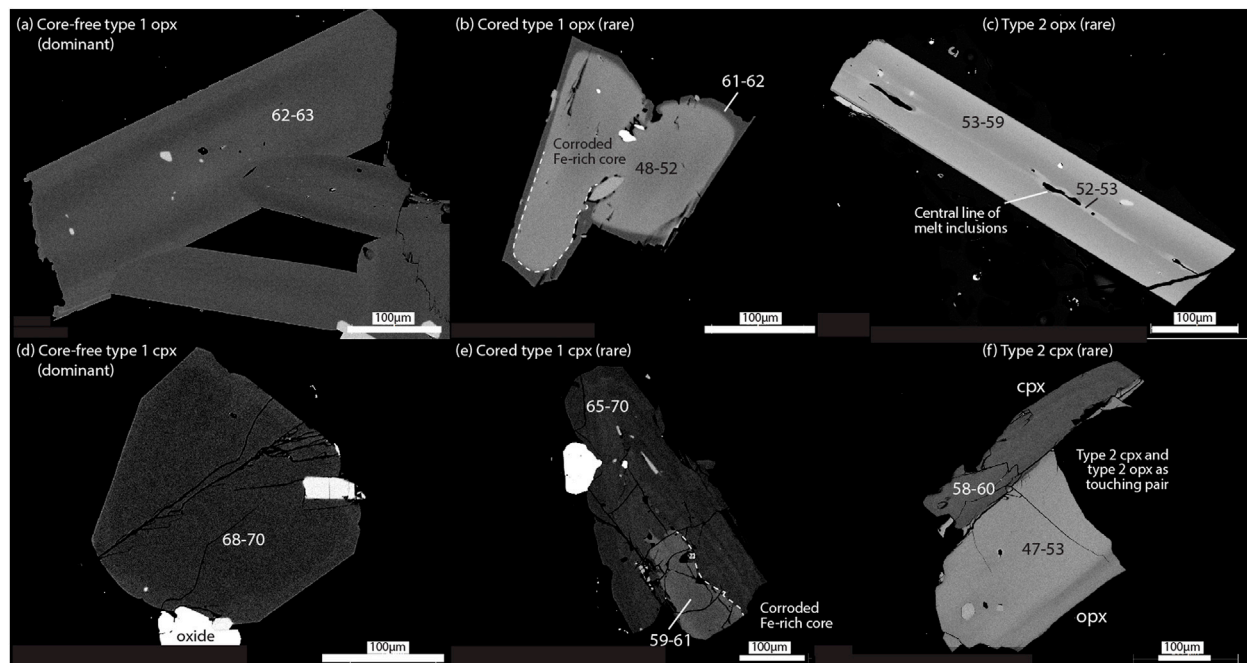 (a) Core-free type 1 opx
(dominant)
62-63
100µm
(b) Cored type 1 opx (rare)
61-62
Corroded
Fe-rich core
48-52
100µm
(c) Type 2 opx (rare)
53-59
52-53
Central line of
melt inclusions
100µm
(d) Core-free type 1 cpx
(dominant)
68-70
oxide
100µm
(e) Cored type 1 cpx (rare)
65-70
Corroded
Fe-rich core
59-61
100µm
(f) Type 2 cpx (rare)
cpx
Type 2 cpx and
type 2 opx as
touching pair
58-60
47-53
opx
100µm